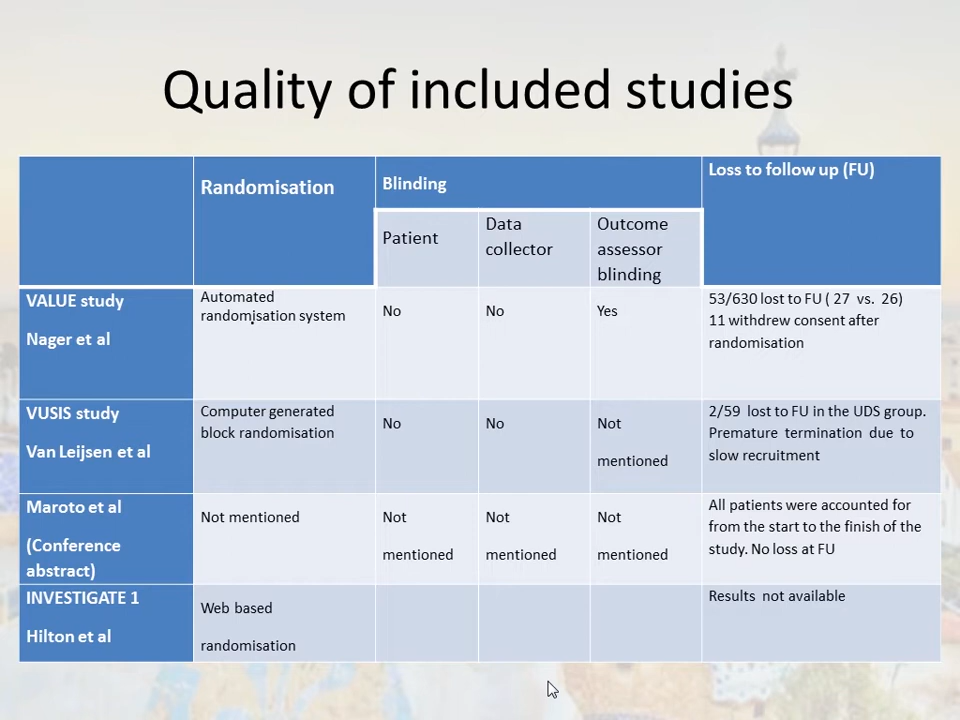 Quality of included studies
Randomisation
Blinding
Loss to follow up (FU)
Patient
Data
collector
Outcome
assessor
blinding
VALUE study
Nager et al
Automated
randomisation system
No
No
Yes
53/630 lost to FU ( 27 vs. 26)
11 withdrew consent after
randomisation
VUSIS study
Van Leijsen et al
Computer generated
block randomisation
No
No
Not
mentioned
2/59 lost to FU in the UDS group.
Premature termination due to
slow recruitment
Maroto et al
(Conference
abstract)
Not mentioned
Not
mentioned
Not
mentioned
Not
mentioned
All patients were accounted for
from the start to the finish of the
study. No loss at FU
INVESTIGATE 1
Hilton et al
Web based
randomisation
Results not available